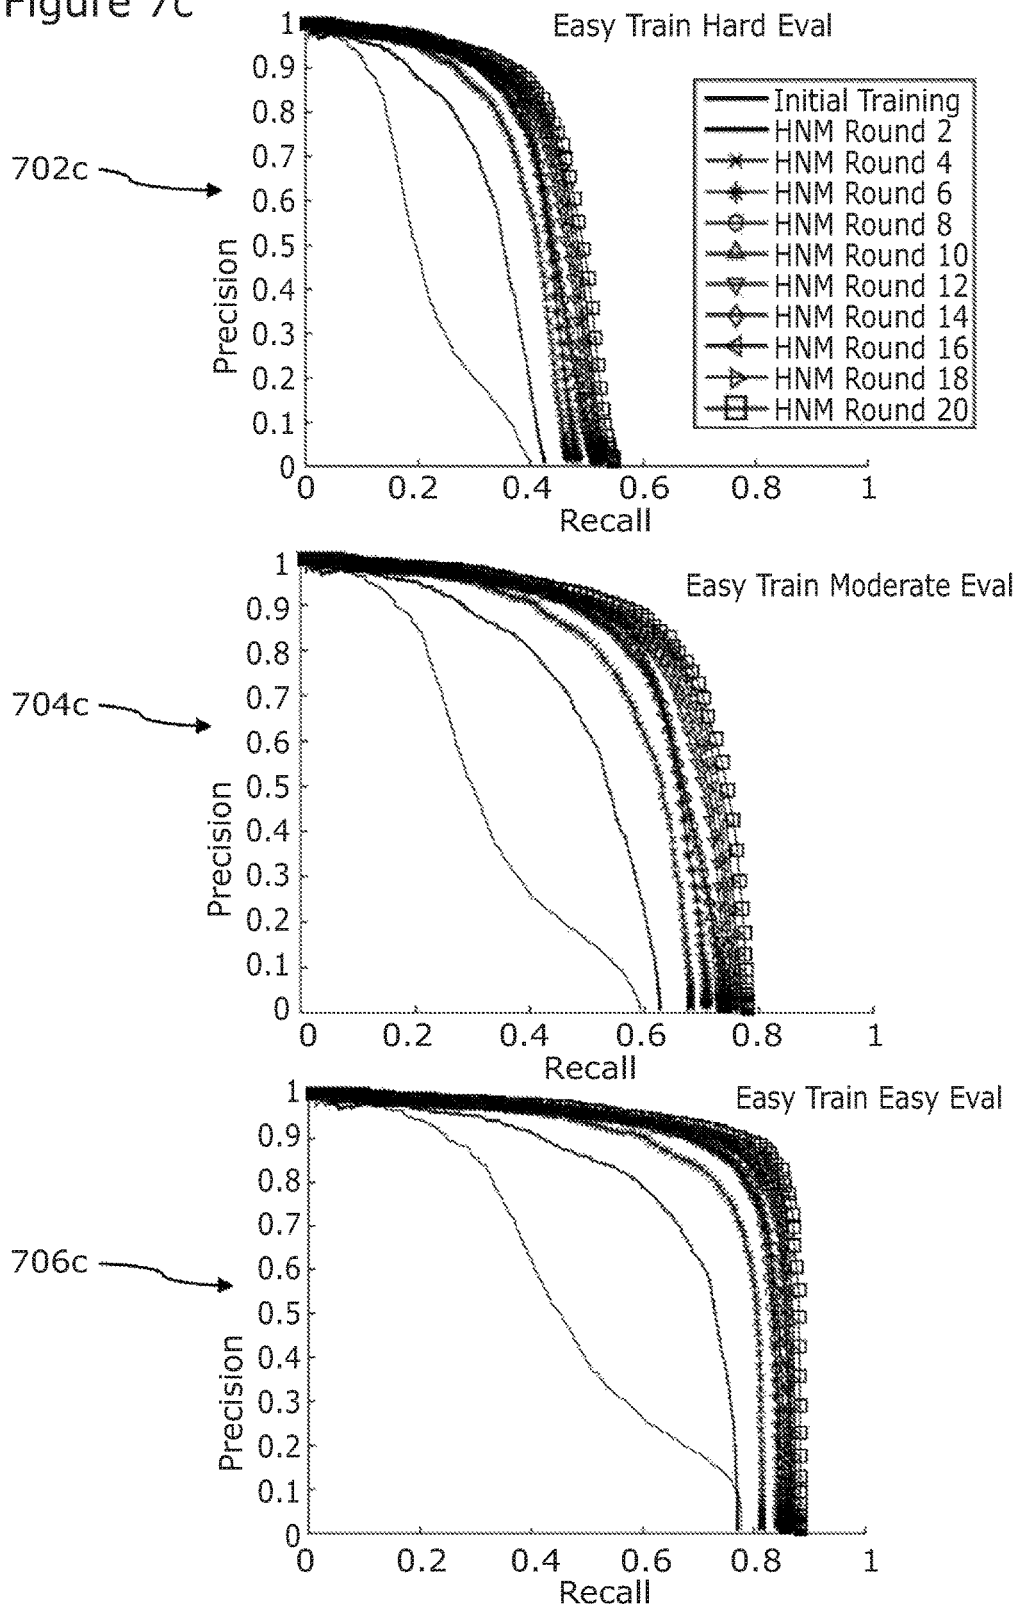 Figure 7c
Easy Train Hard Eval
1
0.9
0.8
0.7
0.6
0.5
0.4
0.3
0.2
0.1
0
Precision
702c
Initial Training
HNM Round 2
HNM Round 4
HNM Round 6
HNM Round 8
HNM Round 10
HNM Round 12
HNM Round 14
HNM Round 16
HNM Round 18
HNM Round 20
0 0.2 0.4 0.6 0.8 1
Recall
Easy Train Moderate Eval
1
0.9
0.8
0.7
0.6
0.5
0.4
0.3
0.2
0.1
0
Precision
704c
0 0.2 0.4 0.6 0.8 1
Recall
Easy Train Easy Eval
1
0.9
0.8
0.7
0.6
0.5
0.4
0.3
0.2
0.1
0
Precision
706c
0 0.2 0.4 0.6 0.8 1
Recall